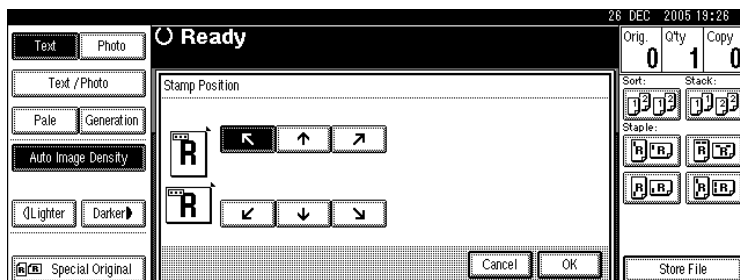 26 DEC 2005 19:26
Text Photo
Ready
Orig. Q'ty Copy
0 1 0
Text / Photo
Stamp Position
Sort: Stack:
Pale Generation
Staple:
R
Auto Image Density
R
Lighter Darker
Cancel OK
Special Original
Store File